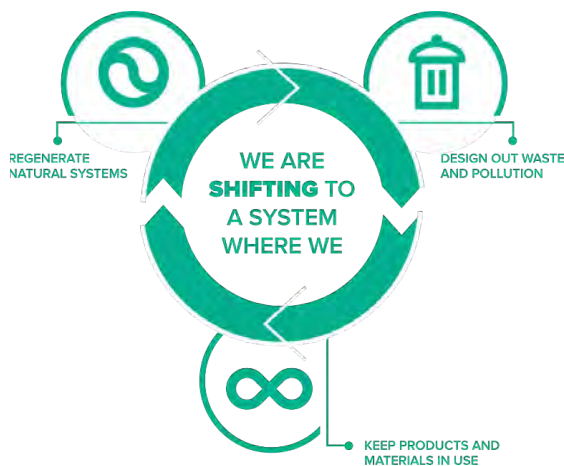 REGENERATE
NATURAL SYSTEMS
WE ARE
SHIFTING TO
A SYSTEM
WHERE WE
DESIGN OUT WASTE
AND POLLUTION
KEEP PRODUCTS AND
MATERIALS IN USE